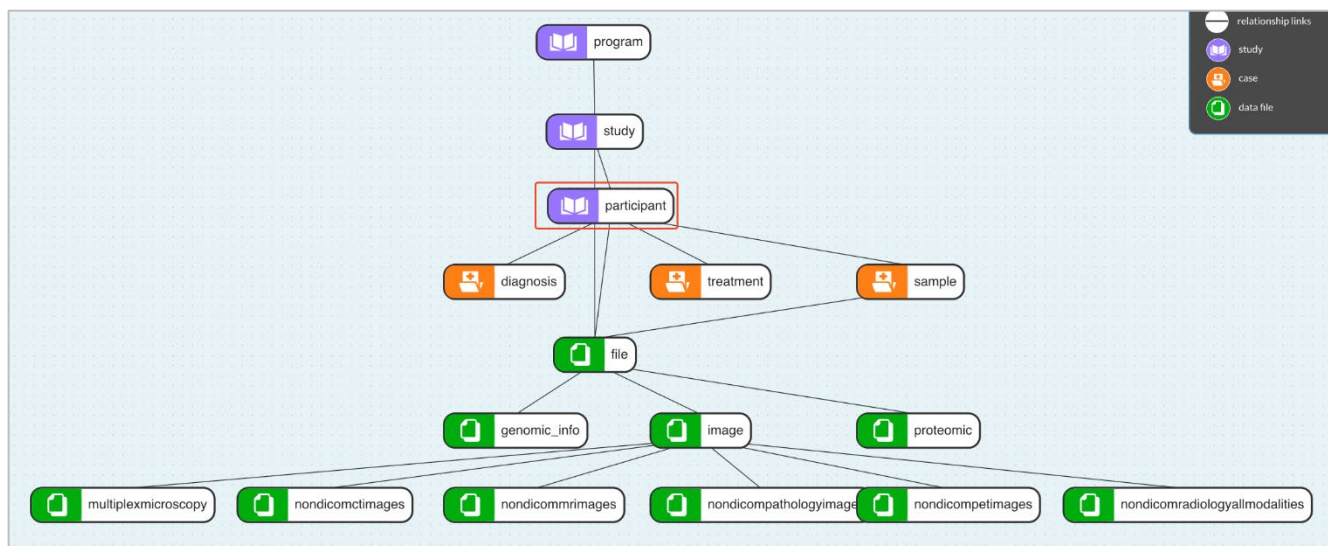 program
relationship links
study
case
data file
study
participant
diagnosis
treatment
sample
file
genomic_info
image
proteomic
multiplexmicroscopy
nondicomctimages
nondicommrimages
nondicompathologyimage
nondicompetimages
nondicomradiologyallmodalities